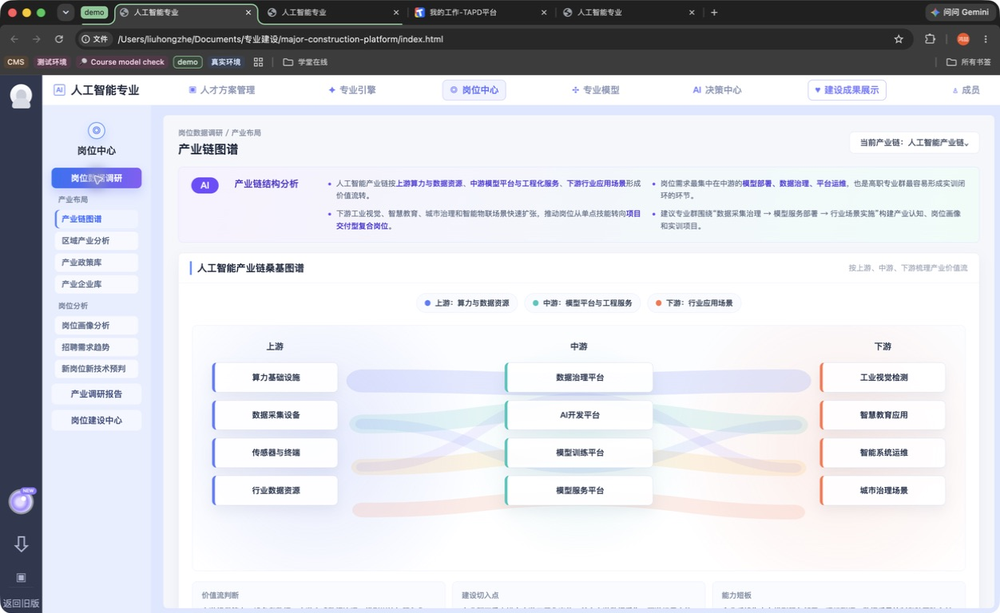 demo
人工智能专业
人工智能专业
我的工作-TAPD平台
人工智能专业
问问 Gemini
文件
/Users/liuhongzhe/Documents/专业建设/major-construction-platform/index.html
CMS
测试环境
Course model check
demo
真实环境
学堂在线
所有书签
AI 人工智能专业
人才方案管理
专业引擎
岗位中心
专业模型
AI 决策中心
建设成果展示
成员
岗位中心
岗位数据调研
产业布局
产业链图谱
区域产业分析
产业政策库
产业企业库
岗位分析
岗位画像分析
招聘需求趋势
新岗位新技术预判
产业调研报告
岗位建设中心
NEW
返回旧版
岗位数据调研 / 产业布局
产业链图谱
当前产业链：人工智能产业链
AI
产业链结构分析
人工智能产业链按上游算力与数据资源、中游模型平台与工程化服务、下游行业应用场景形成
价值流转。
下游工业视觉、智慧教育、城市治理和智能物联场景快速扩张，推动岗位从单点技能转向项目
交付型复合岗位。
岗位需求最集中在中游的模型部署、数据治理、平台运维，也是高职专业群最容易形成实训闭
环的环节。
建议专业群围绕“数据采集治理 → 模型服务部署 → 行业场景实施”构建产业认知、岗位画像
和实训项目。
人工智能产业链桑基图谱
按上游、中游、下游梳理产业价值流
上游：算力与数据资源
中游：模型平台与工程服务
下游：行业应用场景
上游
中游
下游
算力基础设施
数据治理平台
工业视觉检测
数据采集设备
AI开发平台
智慧教育应用
传感器与终端
模型训练平台
智能系统运维
行业数据资源
模型服务平台
城市治理场景
价值流判断
建设切入点
能力短板